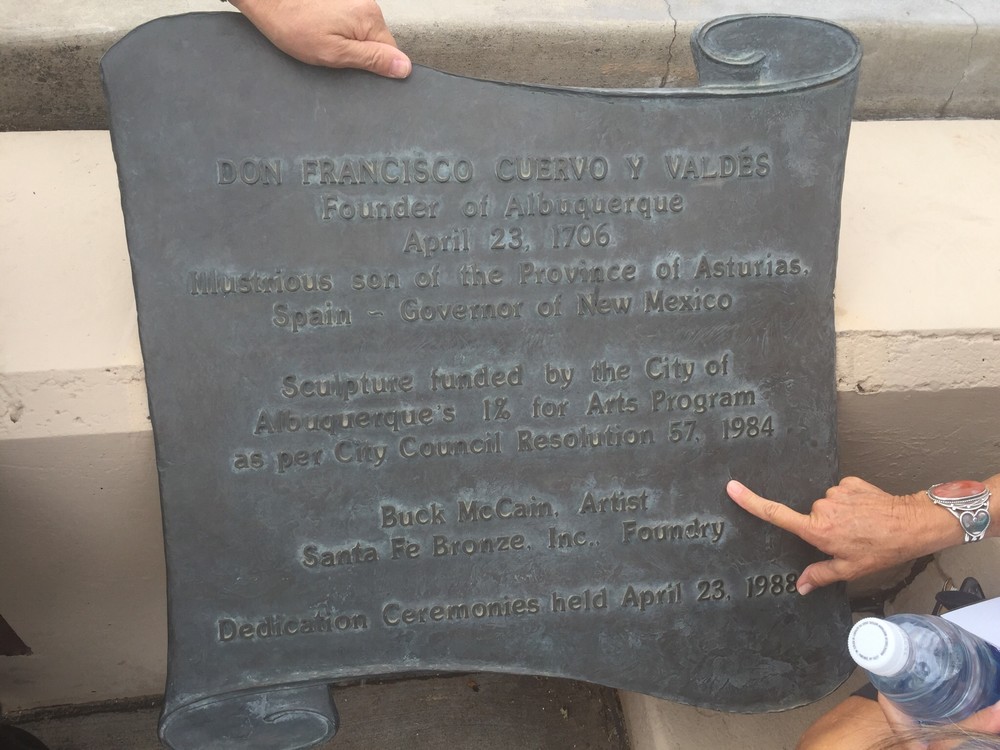 DON FRANCISCO CUERVO Y VALDÉS
Founder of Albuquerque
April 23, 1706
Illustrious son of the Province of Asturias,
Spain ~ Governor of New Mexico
Sculpture funded by the City of
Albuquerque's 1% for Arts Program
as per City Council Resolution 57, 1984
Buck McCain, Artist
Santa Fe Bronze, Inc., Foundry
Dedication Ceremonies held April 23, 1988